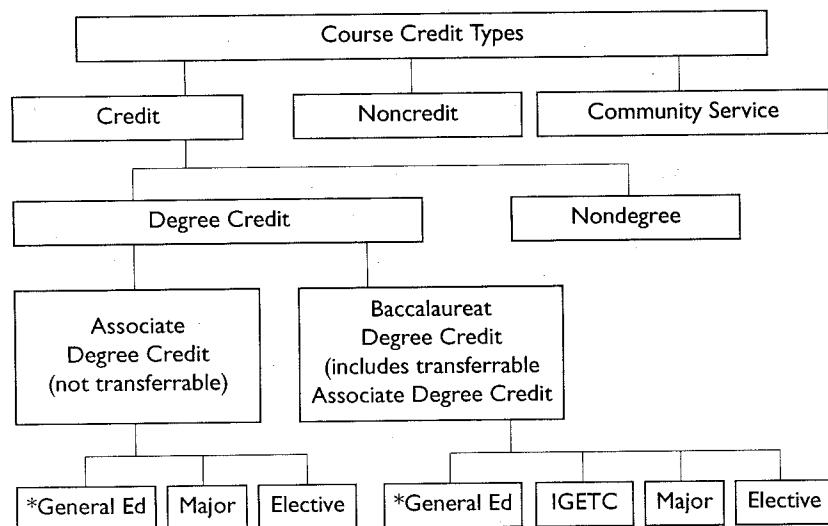 Course Credit Types
Credit
Noncredit
Community Service
Degree Credit
Nondegree
Associate
Degree Credit
(not transferrable)
Baccalaureat
Degree Credit
(includes transferrable
Associate Degree Credit
*General Ed
Major
Elective
*General Ed
IGETC
Major
Elective